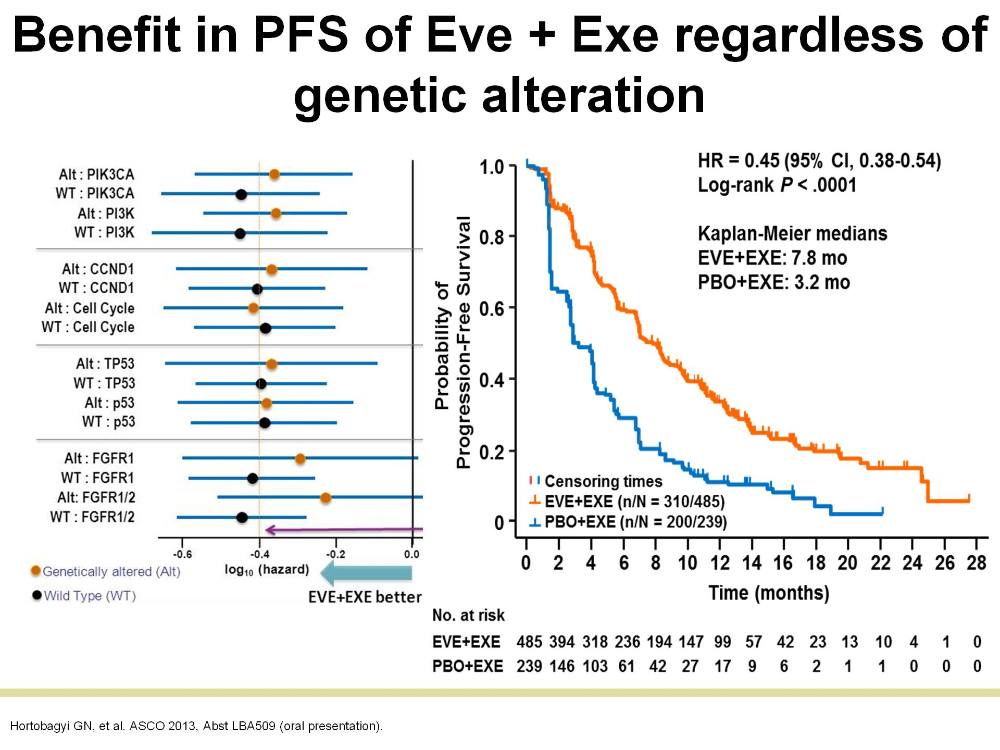 Benefit in PFS of Eve + Exe regardless of
genetic alteration
Alt : PIK3CA
WT : PIK3CA
Alt : PI3K
WT : PI3K
Alt : CCND1
WT : CCND1
Alt : Cell Cycle
WT : Cell Cycle
Alt : TP53
WT : TP53
Alt : p53
WT : p53
Alt : FGFR1
WT : FGFR1
Alt: FGFR1/2
WT : FGFR1/2
-0.6 -0.4 -0.2 0.0
log10 (hazard)
EVE+EXE better
Genetically altered (Alt)
Wild Type (WT)
Probability of
Progression-Free Survival
1.0
0.8
0.6
0.4
0.2
0
HR = 0.45 (95% CI, 0.38-0.54)
Log-rank P < .0001
Kaplan-Meier medians
EVE+EXE: 7.8 mo
PBO+EXE: 3.2 mo
Censoring times
EVE+EXE (n/N = 310/485)
PBO+EXE (n/N = 200/239)
0 2 4 6 8 10 12 14 16 18 20 22 24 26 28
Time (months)
No. at risk
EVE+EXE 485 394 318 236 194 147 99 57 42 23 13 10 4 1 0
PBO+EXE 239 146 103 61 42 27 17 9 6 2 1 1 0 0 0
Hortobagyi GN, et al. ASCO 2013, Abst LBA509 (oral presentation).